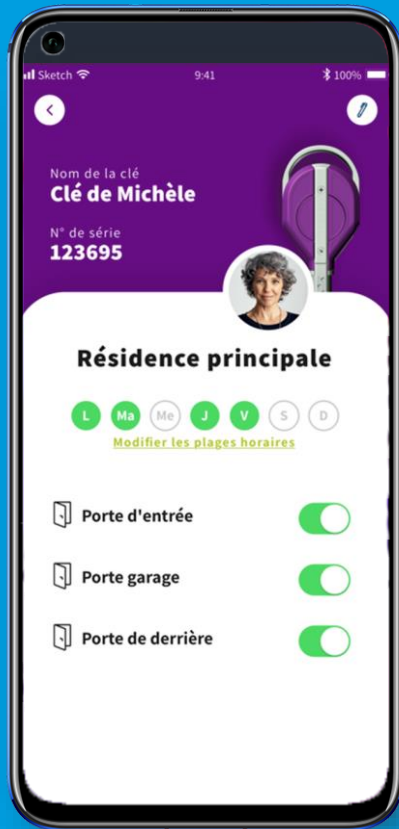 Sketch
9:41
100%
Nom de la clé
Clé de Michèle
N° de série
123695
Résidence principale
L Ma Me J V S D
Modifier les plages horaires
Porte d'entrée
Porte garage
Porte de derrière